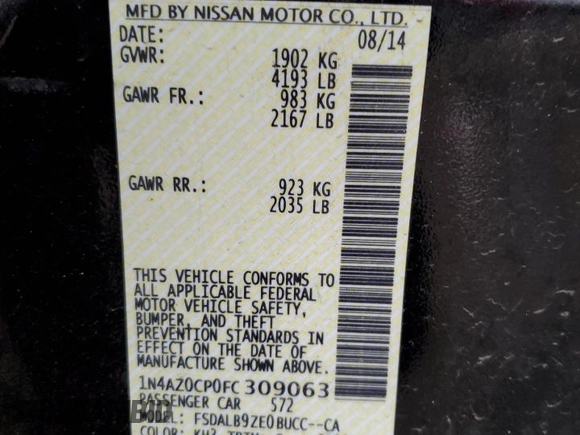 MFD BY NISSAN MOTOR CO., LTD.
DATE: 08/14
GVWR: 1902 KG
4193 LB
GAWR FR.: 983 KG
2167 LB
GAWR RR.: 923 KG
2035 LB
THIS VEHICLE CONFORMS TO
ALL APPLICABLE FEDERAL
MOTOR VEHICLE SAFETY,
BUMPER, AND THEFT
PREVENTION STANDARDS IN
EFFECT ON THE DATE OF
MANUFACTURE SHOWN ABOVE.
1N4AZ0CP0FC309063
PASSENGER CAR 572
MODEL: FSDALB9ZE0BUCC--CA
COLOR: KH3